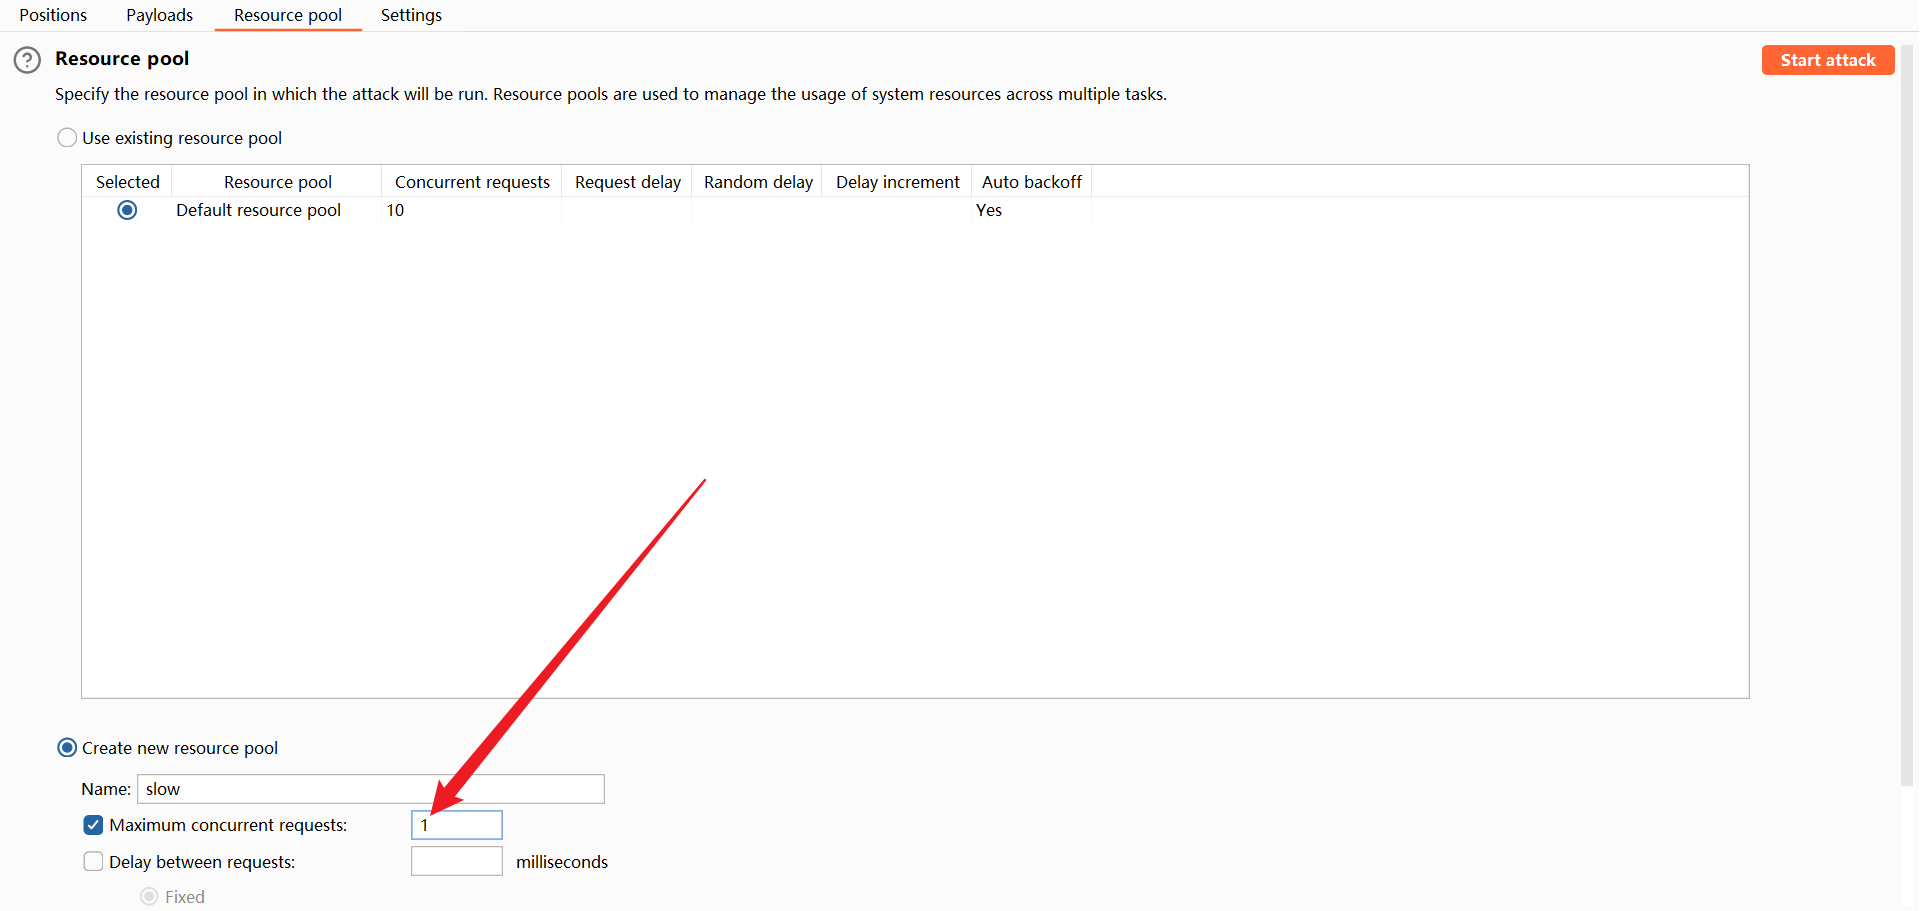 Positions Payloads Resource pool Settings
? Resource pool Start attack
Specify the resource pool in which the attack will be run. Resource pools are used to manage the usage of system resources across multiple tasks.
Use existing resource pool
Selected Resource pool Concurrent requests Request delay Random delay Delay increment Auto backoff
Default resource pool 10 Yes
Create new resource pool
Name: slow
Maximum concurrent requests: 1
Delay between requests: milliseconds
Fixed